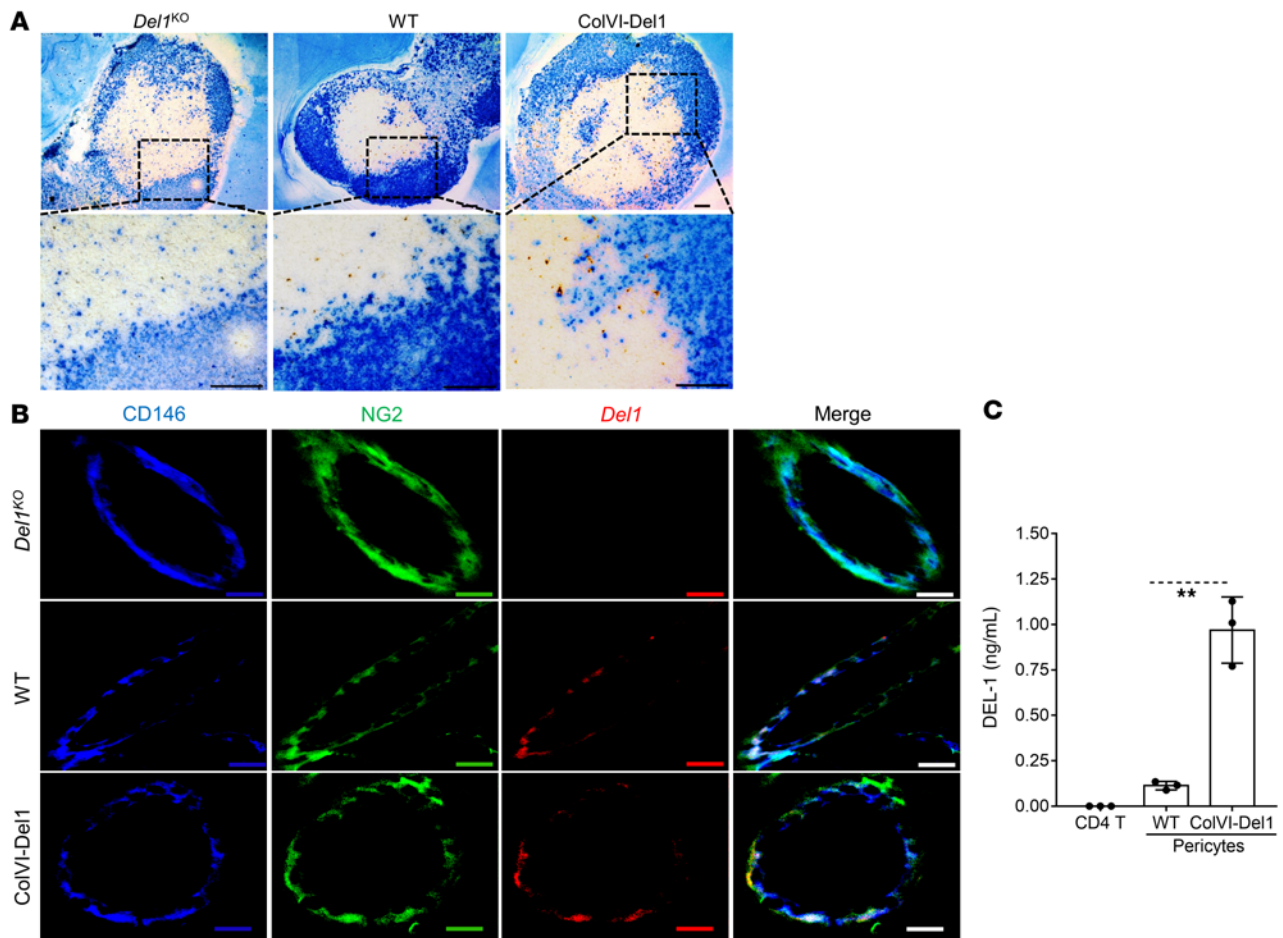 A
Del1KO WT ColVI-Del1
B
CD146 NG2 Del1 Merge
Del1KO
WT
ColVI-Del1
C
DEL-1 (ng/mL)
1.50
1.25
1.00
0.75
0.50
0.25
0.00
**
CD4 T WT ColVI-Del1
Pericytes